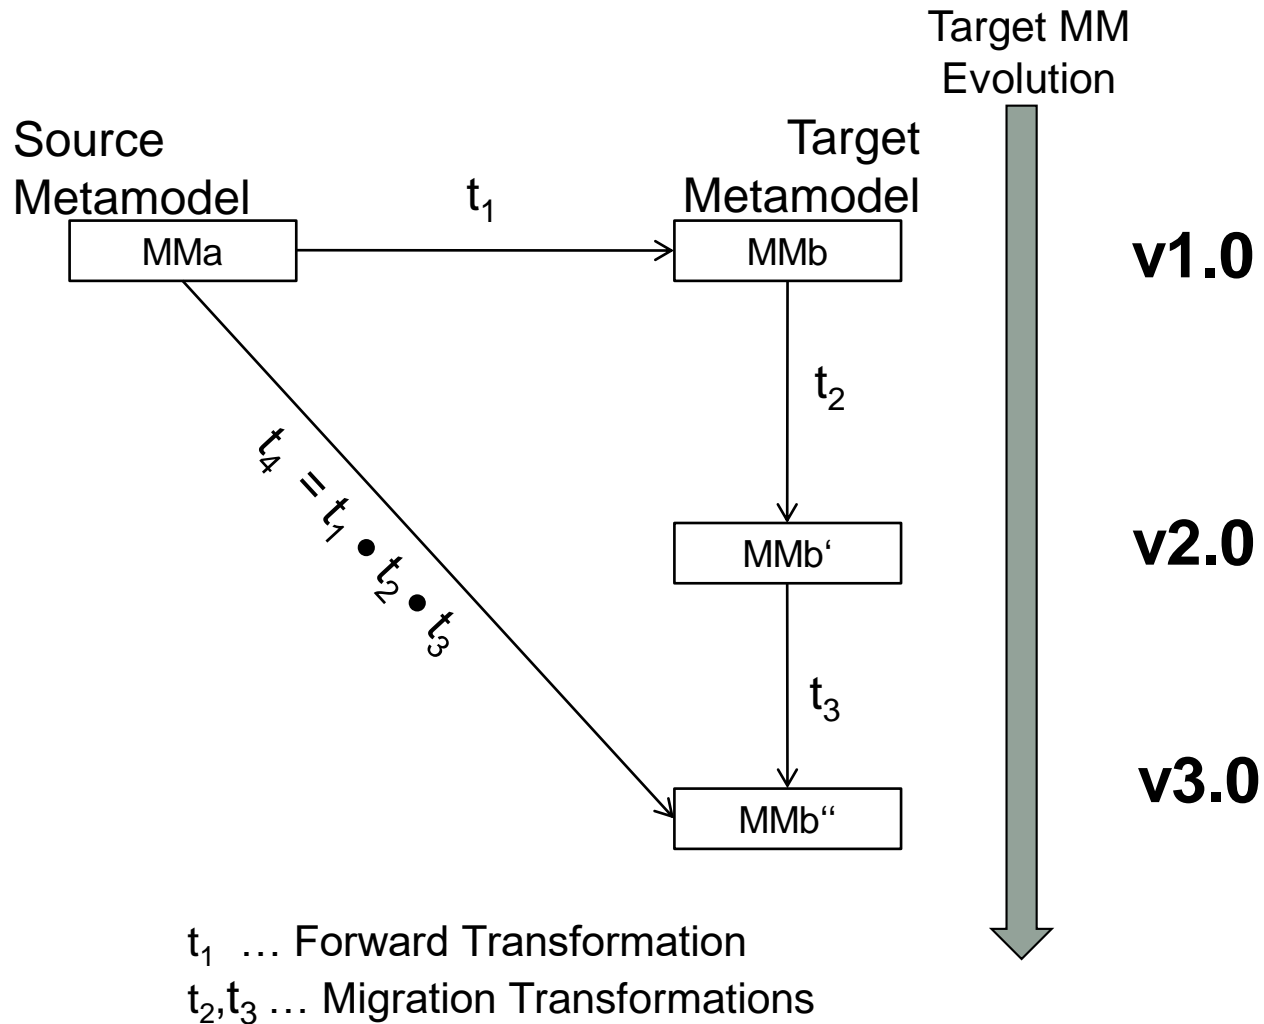 Target MM
Evolution
Source
Metamodel
Target
Metamodel
t₁
MMa
MMb
v1.0
t₂
t₄ = t₁ • t₂ • t₃
MMb‘
v2.0
t₃
MMb“
v3.0
t₁ … Forward Transformation
t₂,t₃ … Migration Transformations